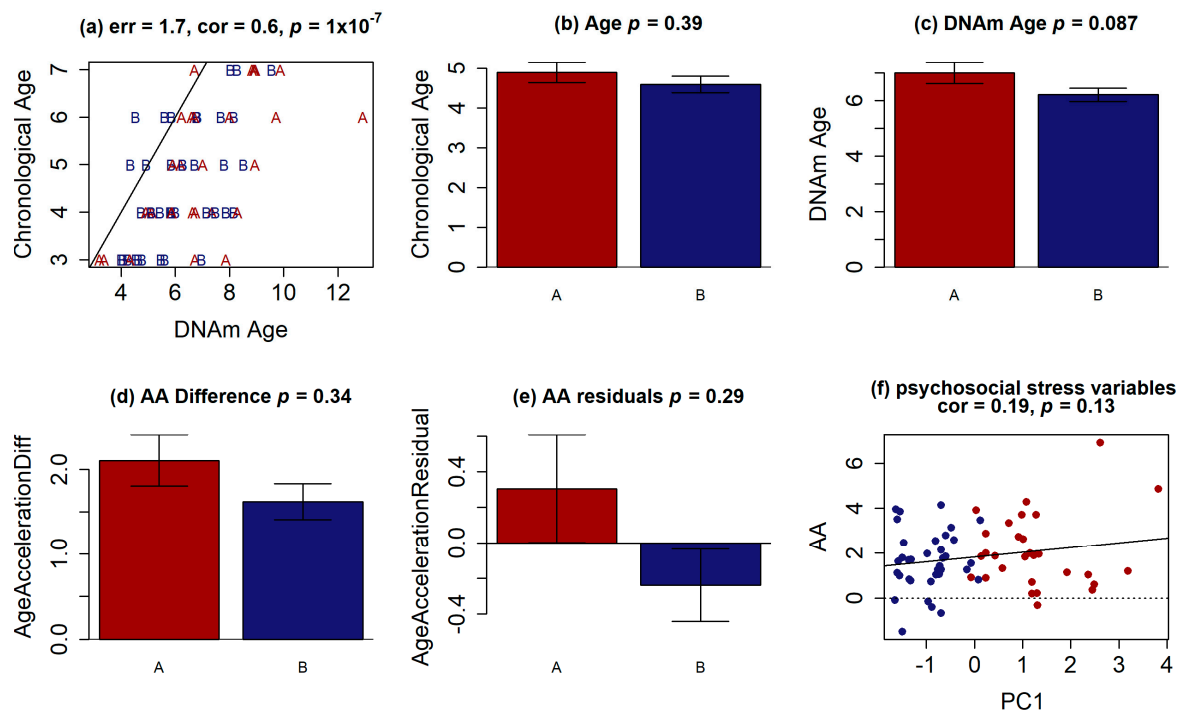 (a) err = 1.7, cor = 0.6, p = 1x10⁻⁷
Chronological Age
7
6
5
4
3
4 6 8 10 12
DNAm Age
(b) Age p = 0.39
Chronological Age
5
4
3
2
1
0
A B
(c) DNAm Age p = 0.087
DNAm Age
6
4
2
0
A B
(d) AA Difference p = 0.34
AgeAccelerationDiff
2.0
1.0
0.0
A B
(e) AA residuals p = 0.29
AgeAccelerationResidual
0.4
0.0
-0.4
A B
(f) psychosocial stress variables
cor = 0.19, p = 0.13
AA
6
4
2
0
-1 0 1 2 3 4
PC1